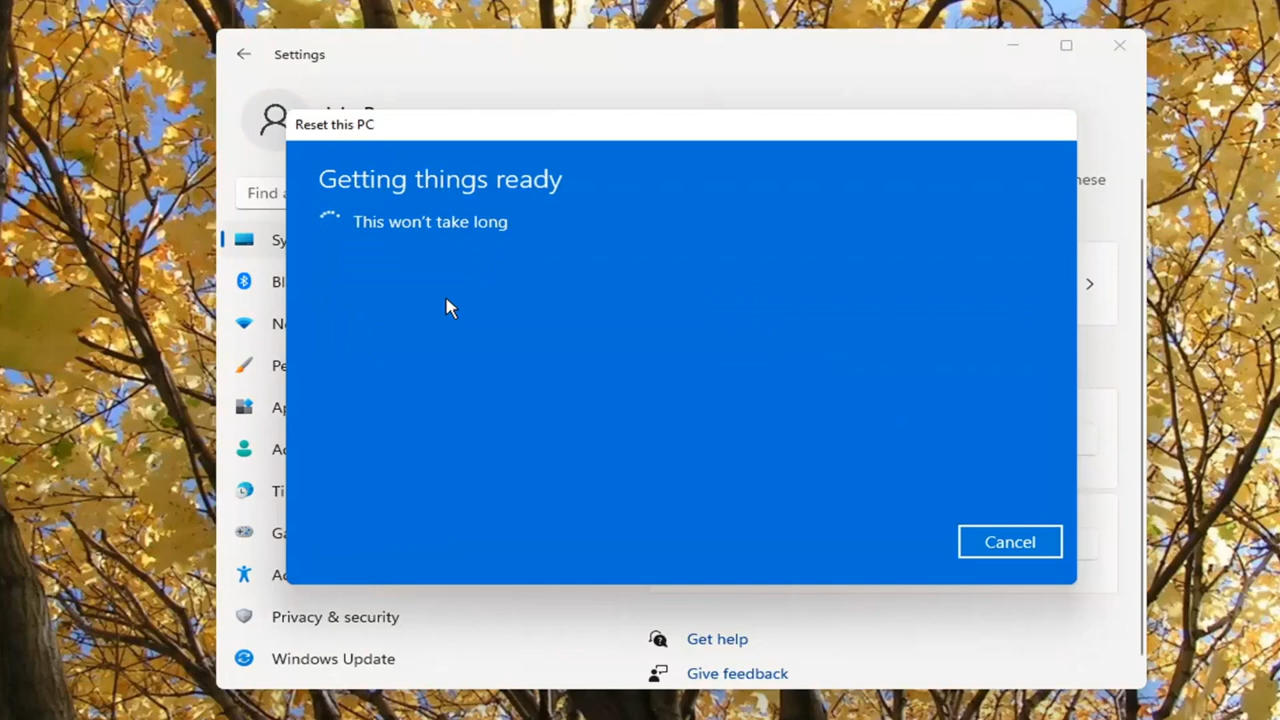 Settings
Reset this PC
Find
Getting things ready
This won't take long
Cancel
Privacy & security
Windows Update
Get help
Give feedback